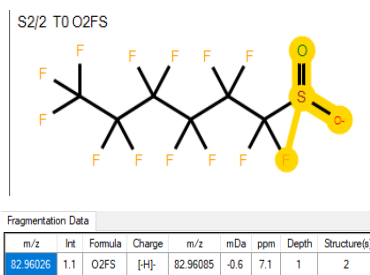 S2/2 T0 O2FS
F F F F F O
F S
F O-
F F F F F
Fragmentation Data
m/z Int Formula Charge m/z mDa ppm Depth Structure(s)
82.96026 1.1 O2FS [-H]- 82.96085 -0.6 7.1 1 2